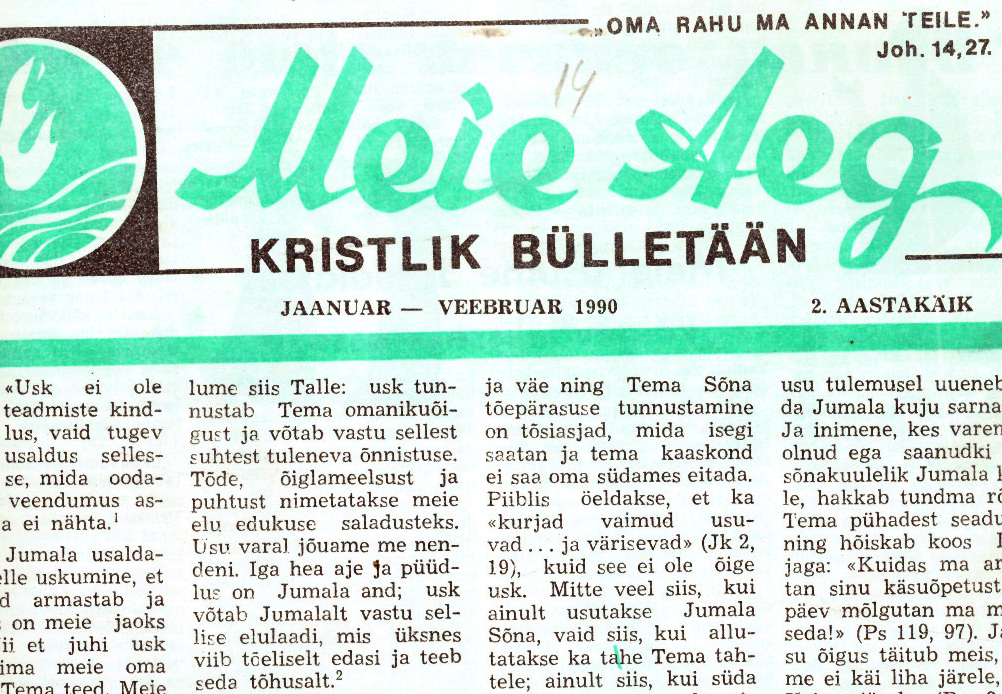 „OMA RAHU MA ANNAN TEILE.”
Joh. 14,27.
14
Meie Aeg
KRISTLIK BÜLLETÄÄN
JAANUAR — VEEBRUAR 1990
2. AASTAKÄIK
«Usk ei ole
teadmiste kind-
lus, vaid tugev
usaldus selles-
se, mida ooda-
veendumus as-
a ei nähta.¹
Jumala usalda-
elle uskumine, et
d armastab ja
on meie jaoks
ii et juhi usk
ima meie oma
Tema teed. Meie
lume siis Talle: usk tun-
nustab Tema omanikuõi-
gust ja võtab vastu sellest
suhtest tuleneva õnnistuse.
Tõde, õiglameelsust ja
puhtust nimetatakse meie
elu edukuse saladusteks.
Usu varal jõuame me nen-
deni. Iga hea aje ja püüd-
lus on Jumala and; usk
võtab Jumalalt vastu sel-
lise elulaadi, mis üksnes
viib tõeliselt edasi ja teeb
seda tõhusalt.²
ja väe ning Tema Sõna
tõepärasuse tunnustamine
on tõsiasjad, mida isegi
saatan ja tema kaaskond
ei saa oma südames eitada.
Piiblis öeldakse, et ka
«kurjad vaimud usu-
vad . . . ja värisevad» (Jk 2,
19), kuid see ei ole õige
usk. Mitte veel siis, kui
ainult usutakse Jumala
Sõna, vaid siis, kui allu-
tatakse ka tahe Tema tah-
tele; ainult siis, kui süda
usu tulemusel uueneb
da Jumala kuju sarna
Ja inimene, kes varem
olnud ega saanudki
sõnakuulelik Jumala
le, hakkab tundma rõ
Tema pühadest seadu
ning hõiskab koos
jaga: «Kuidas ma ar
tan sinu käsuõpetust
päev mõlgutan ma m
seda!» (Ps 119, 97). Ja
su õigus täitub meis,
me ei käi liha järele,